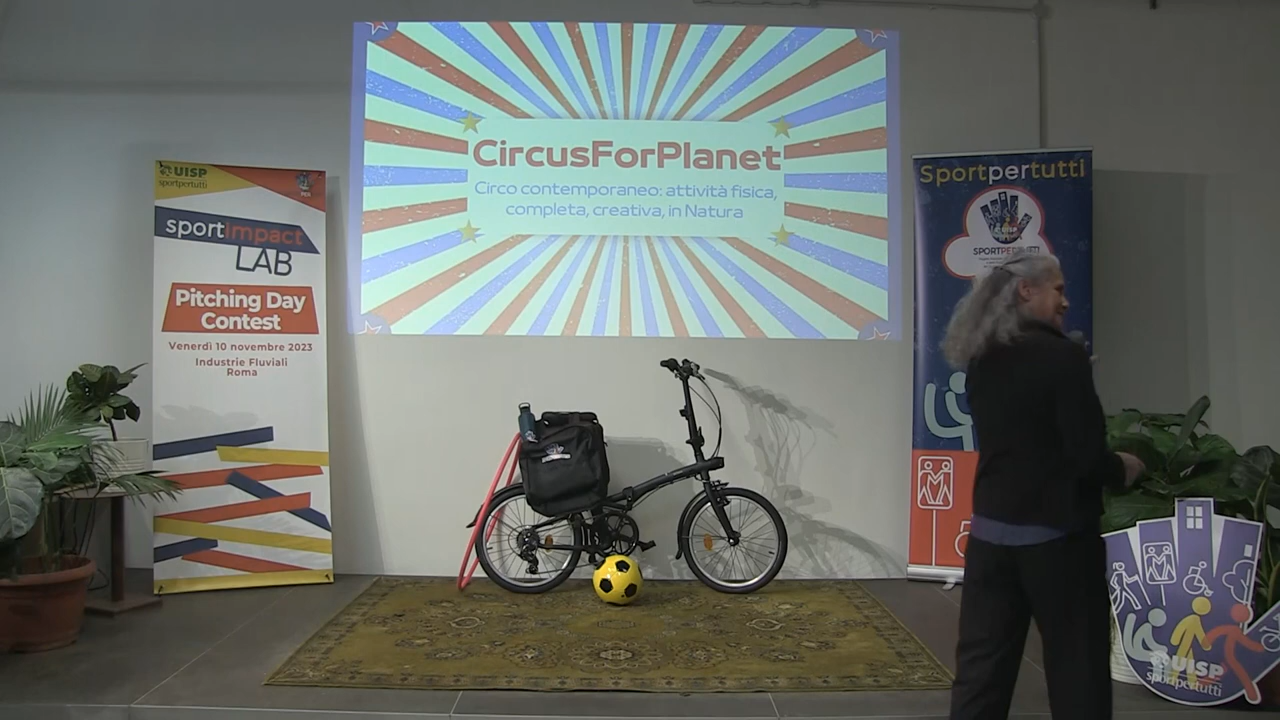 UISP
sportpertutti
sportimpact
LAB
Pitching Day
Contest
Venerdì 10 novembre 2023
Industrie Fluviali
Roma
CircusForPlanet
Circo contemporaneo: attività fisica,
completa, creativa, in Natura
Sportpertutti
UISP
UISP
sportpertutti